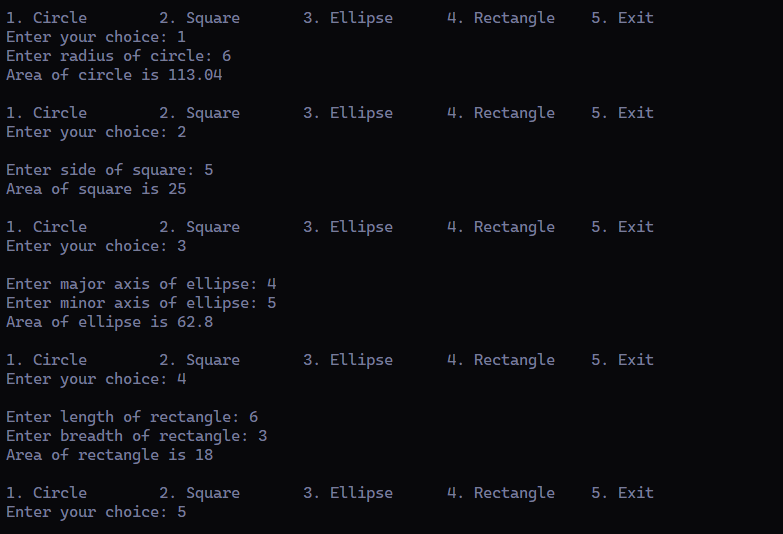 1. Circle        2. Square       3. Ellipse      4. Rectangle    5. Exit
Enter your choice: 1
Enter radius of circle: 6
Area of circle is 113.04
1. Circle        2. Square       3. Ellipse      4. Rectangle    5. Exit
Enter your choice: 2
Enter side of square: 5
Area of square is 25
1. Circle        2. Square       3. Ellipse      4. Rectangle    5. Exit
Enter your choice: 3
Enter major axis of ellipse: 4
Enter minor axis of ellipse: 5
Area of ellipse is 62.8
1. Circle        2. Square       3. Ellipse      4. Rectangle    5. Exit
Enter your choice: 4
Enter length of rectangle: 6
Enter breadth of rectangle: 3
Area of rectangle is 18
1. Circle        2. Square       3. Ellipse      4. Rectangle    5. Exit
Enter your choice: 5